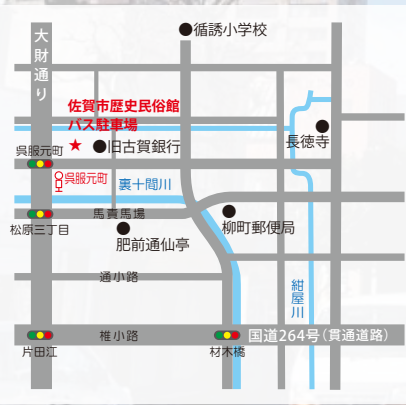 循誘小学校
大財通り
佐賀市歴史民俗館
バス駐車場
旧古賀銀行
長徳寺
呉服元町
呉服元町
裏十間川
馬責馬場
松原三丁目
柳町郵便局
肥前通仙亭
通小路
紺屋川
椎小路
国道264号(貫通道路)
片田江
材木橋